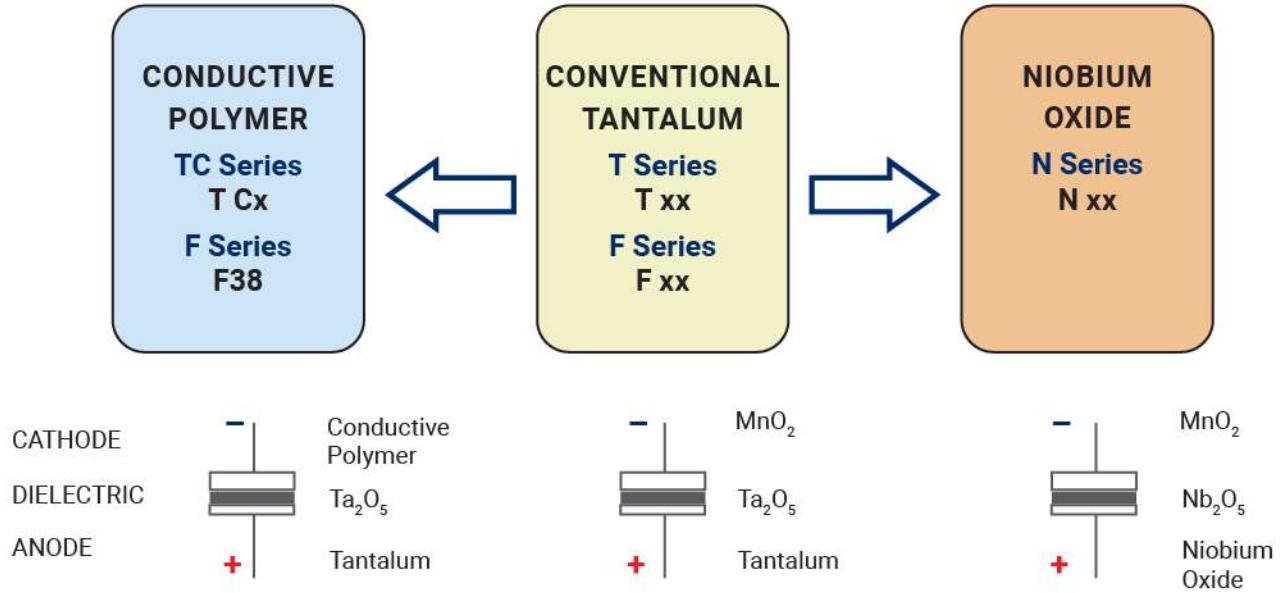 CONDUCTIVE
POLYMER
TC Series
T Cx
F Series
F38
CONVENTIONAL
TANTALUM
T Series
T xx
F Series
F xx
NIOBIUM
OXIDE
N Series
N xx
CATHODE
DIELECTRIC
ANODE
−
Conductive
Polymer
Ta₂O₅
+
Tantalum
−
MnO₂
Ta₂O₅
+
Tantalum
−
MnO₂
Nb₂O₅
+
Niobium
Oxide